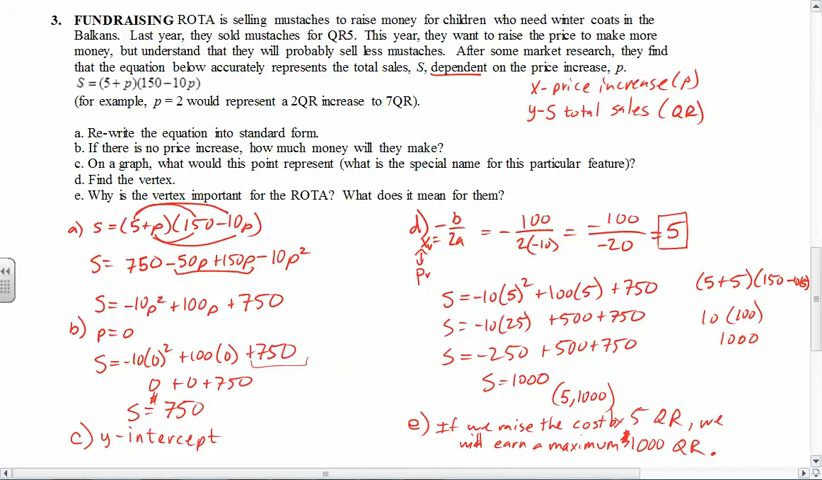 3. FUNDRAISING ROTA is selling mustaches to raise money for children who need winter coats in the
Balkans. Last year, they sold mustaches for QR5. This year, they want to raise the price to make more
money, but understand that they will probably sell less mustaches. After some market research, they find
that the equation below accurately represents the total sales, S, dependent on the price increase, p.
S = (5 + p)(150 – 10p)
(for example, p = 2 would represent a 2QR increase to 7QR).
x - price increase (p)
y - S total sales (QR)
a. Re-write the equation into standard form.
b. If there is no price increase, how much money will they make?
c. On a graph, what would this point represent (what is the special name for this particular feature)?
d. Find the vertex.
e. Why is the vertex important for the ROTA? What does it mean for them?
a) S = (5+p)(150-10p)
S = 750 - 50p + 150p - 10p²
S = -10p² + 100p + 750
b) p = 0
S = -10(0)² + 100(0) + 750
0 + 0 + 750
S = 750
c) y-intercept
d) -b/2a = -100/2(-10) = -100/-20 = 5
x =
S = -10(5)² + 100(5) + 750
S = -10(25) + 500 + 750
S = -250 + 500 + 750
S = 1000
(5, 1000)
(5+5)(150-
10(100)
1000
e) If we raise the cost by 5 QR, we
will earn a maximum 1000 QR.